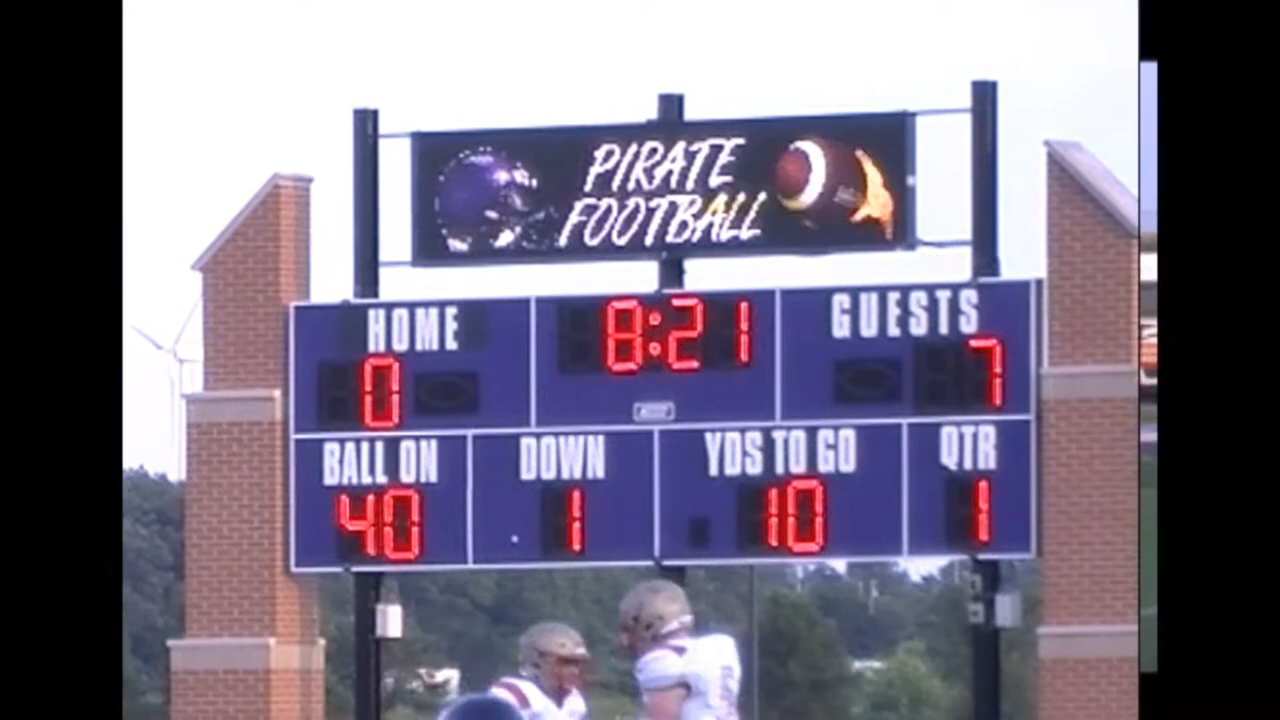 PIRATE
FOOTBALL
HOME
8:21
GUESTS
0
7
BALL ON
DOWN
YDS TO GO
QTR
40
1
10
1